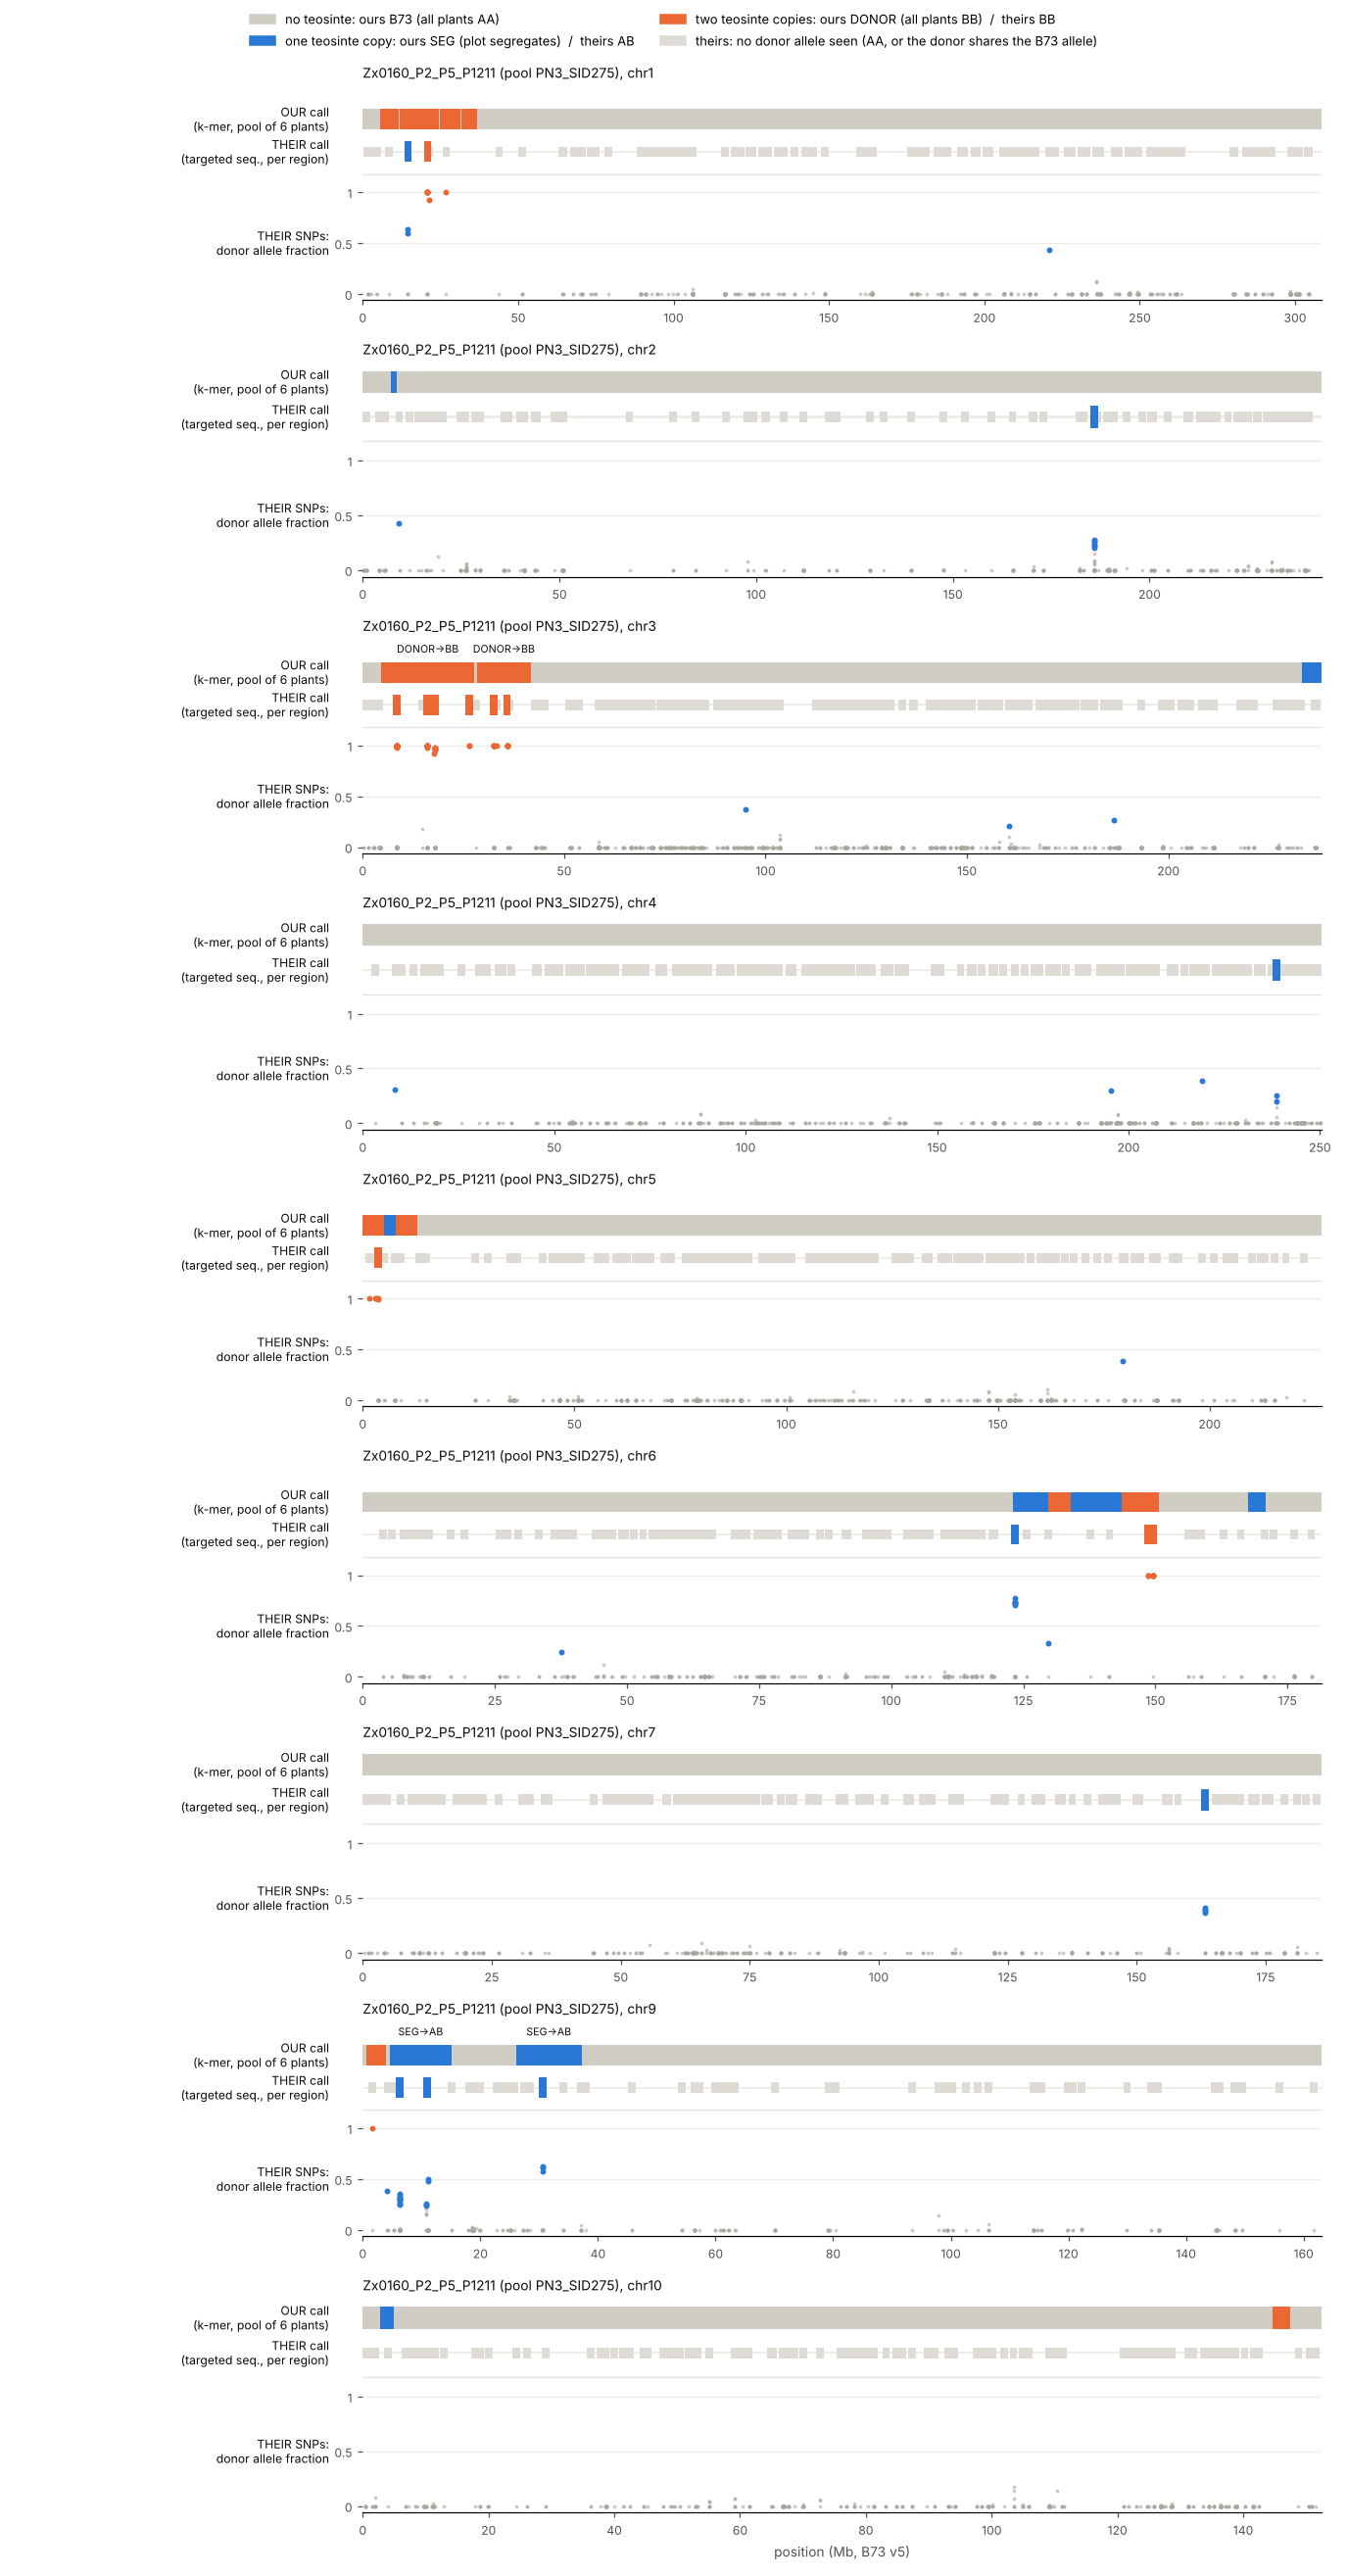 no teosinte: ours B73 (all plants AA)
two teosinte copies: ours DONOR (all plants BB) / theirs BB
one teosinte copy: ours SEG (plot segregates) / theirs AB
theirs: no donor allele seen (AA, or the donor shares the B73 allele)
Zx0160_P2_P5_P1211 (pool PN3_SID275), chr1
OUR call
(k-mer, pool of 6 plants)
THEIR call
(targeted seq., per region)
1
THEIR SNPs:
donor allele fraction
0.5
0
0 50 100 150 200 250 300
Zx0160_P2_P5_P1211 (pool PN3_SID275), chr2
OUR call
(k-mer, pool of 6 plants)
THEIR call
(targeted seq., per region)
1
THEIR SNPs:
donor allele fraction
0.5
0
0 50 100 150 200
Zx0160_P2_P5_P1211 (pool PN3_SID275), chr3
DONOR→BB DONOR→BB
OUR call
(k-mer, pool of 6 plants)
THEIR call
(targeted seq., per region)
1
THEIR SNPs:
donor allele fraction
0.5
0
0 50 100 150 200
Zx0160_P2_P5_P1211 (pool PN3_SID275), chr4
OUR call
(k-mer, pool of 6 plants)
THEIR call
(targeted seq., per region)
1
THEIR SNPs:
donor allele fraction
0.5
0
0 50 100 150 200 250
Zx0160_P2_P5_P1211 (pool PN3_SID275), chr5
OUR call
(k-mer, pool of 6 plants)
THEIR call
(targeted seq., per region)
1
THEIR SNPs:
donor allele fraction
0.5
0
0 50 100 150 200
Zx0160_P2_P5_P1211 (pool PN3_SID275), chr6
OUR call
(k-mer, pool of 6 plants)
THEIR call
(targeted seq., per region)
1
THEIR SNPs:
donor allele fraction
0.5
0
0 25 50 75 100 125 150 175
Zx0160_P2_P5_P1211 (pool PN3_SID275), chr7
OUR call
(k-mer, pool of 6 plants)
THEIR call
(targeted seq., per region)
1
THEIR SNPs:
donor allele fraction
0.5
0
0 25 50 75 100 125 150 175
Zx0160_P2_P5_P1211 (pool PN3_SID275), chr9
SEG→AB SEG→AB
OUR call
(k-mer, pool of 6 plants)
THEIR call
(targeted seq., per region)
1
THEIR SNPs:
donor allele fraction
0.5
0
0 20 40 60 80 100 120 140 160
Zx0160_P2_P5_P1211 (pool PN3_SID275), chr10
OUR call
(k-mer, pool of 6 plants)
THEIR call
(targeted seq., per region)
1
THEIR SNPs:
donor allele fraction
0.5
0
0 20 40 60 80 100 120 140
position (Mb, B73 v5)